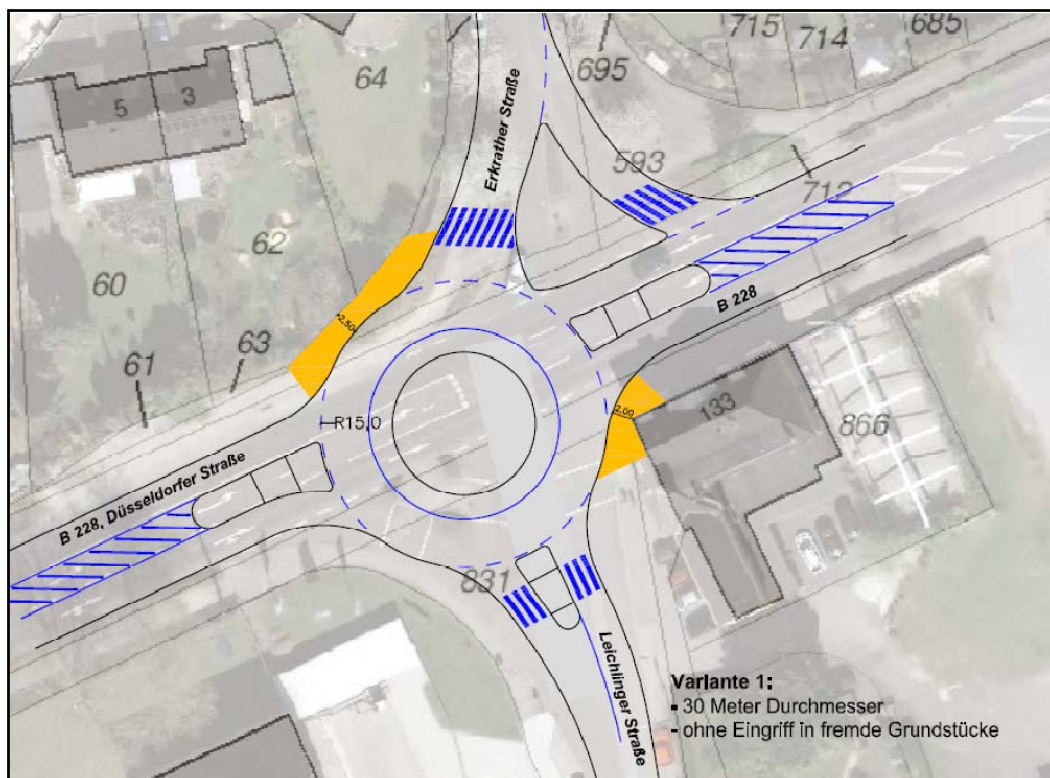 715
714
685
695
64
5
3
Erkrather Straße
593
712
62
60
2,50
B 228
63
61
133
2,00
866
R15,0
B 228, Düsseldorfer Straße
831
Leichlinger Straße
Variante 1:
- 30 Meter Durchmesser
- ohne Eingriff in fremde Grundstücke